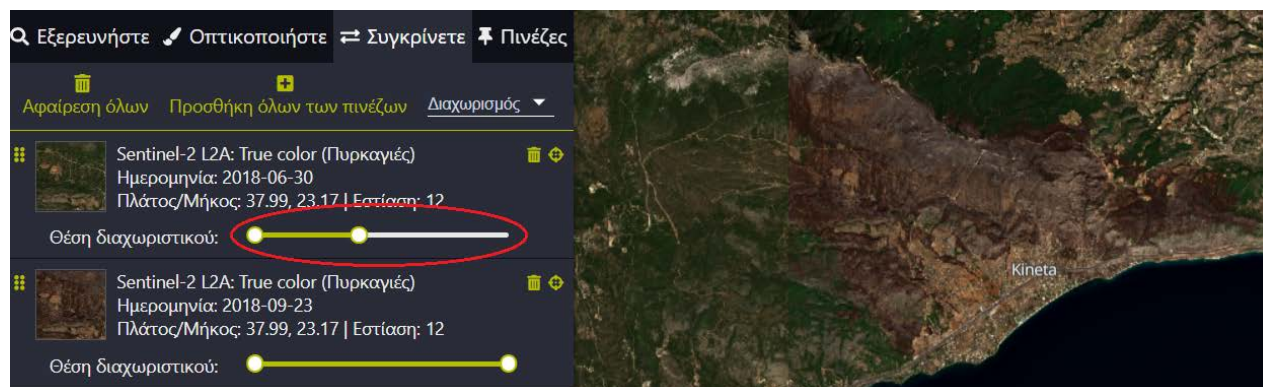 Εξερευνήστε Οπτικοποιήστε Συγκρίνετε Πινέζες
Αφαίρεση όλων Προσθήκη όλων των πινέζων Διαχωρισμός
Sentinel-2 L2A: True color (Πυρκαγιές)
Ημερομηνία: 2018-06-30
Πλάτος/Μήκος: 37.99, 23.17 | Εστίαση: 12
Θέση διαχωριστικού:
Sentinel-2 L2A: True color (Πυρκαγιές)
Ημερομηνία: 2018-09-23
Πλάτος/Μήκος: 37.99, 23.17 | Εστίαση: 12
Θέση διαχωριστικού:
Kineta